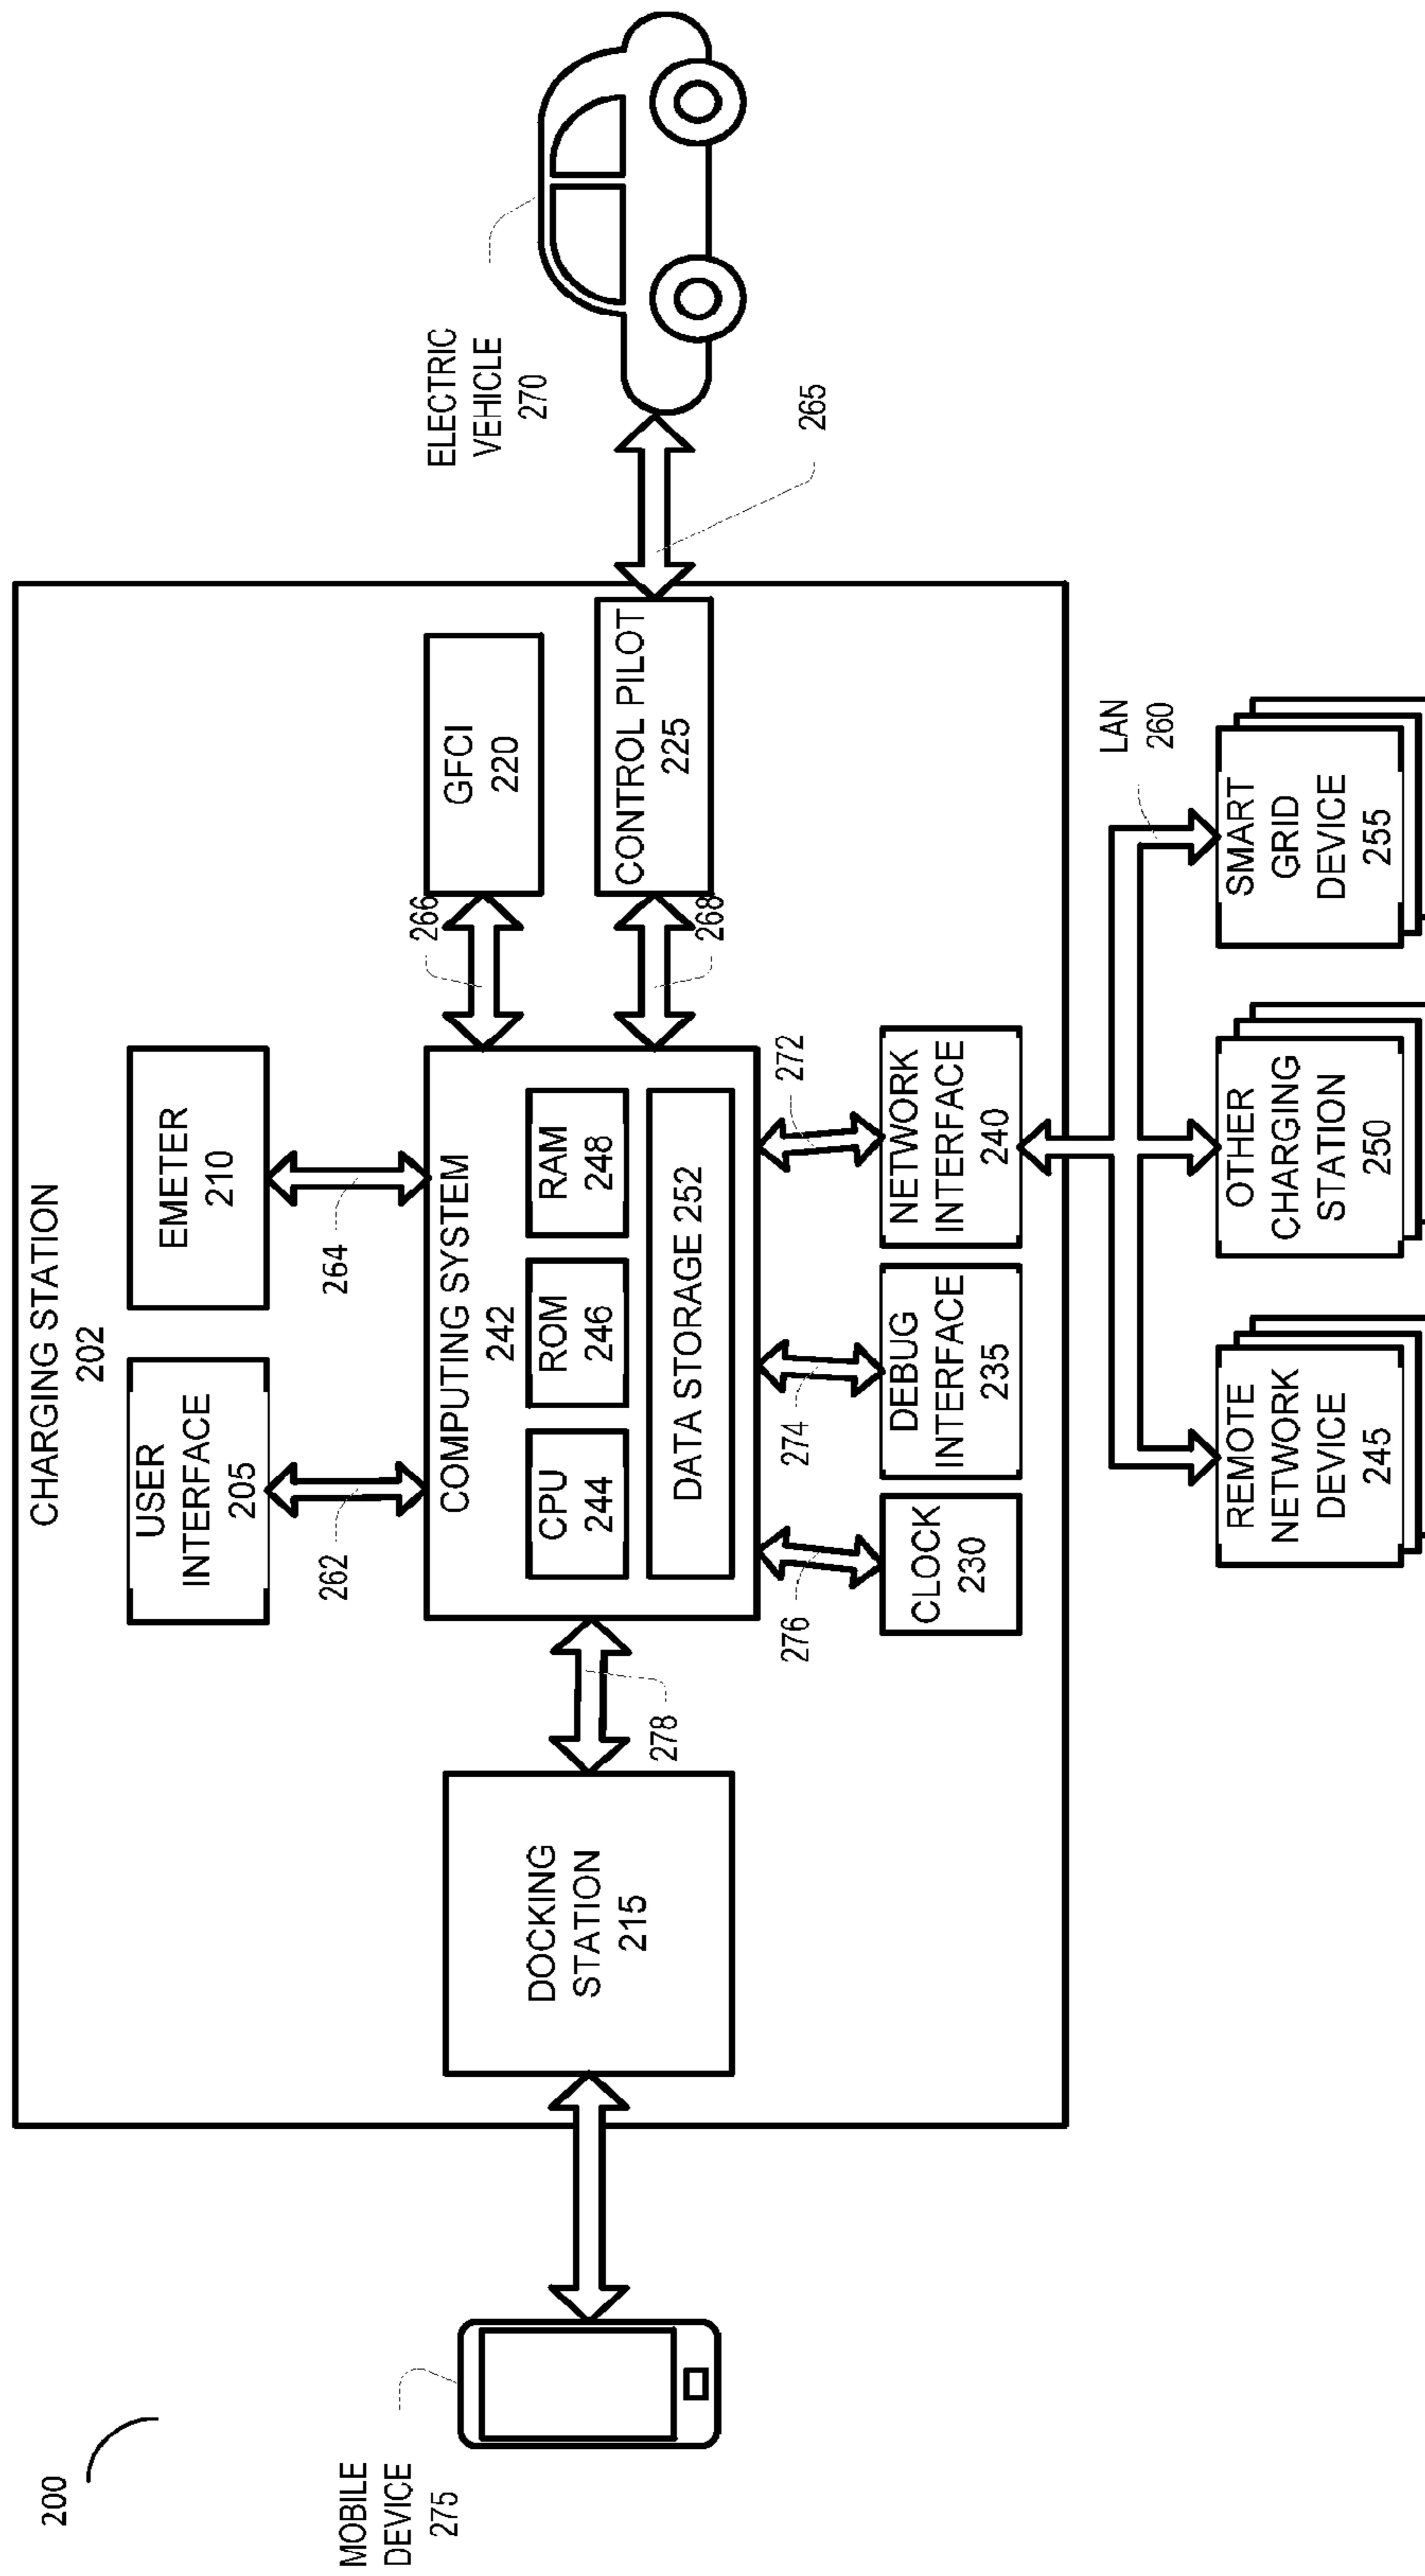 200
CHARGING STATION
202
USER
INTERFACE
205
EMETER
210
262
264
MOBILE
DEVICE
275
DOCKING
STATION
215
278
COMPUTING SYSTEM
242
CPU
244
ROM
246
RAM
248
DATA STORAGE 252
266
GFCI
220
268
CONTROL PILOT
225
ELECTRIC
VEHICLE
270
265
276
274
272
CLOCK
230
DEBUG
INTERFACE
235
NETWORK
INTERFACE
240
LAN
260
REMOTE
NETWORK
DEVICE
245
OTHER
CHARGING
STATION
250
SMART
GRID
DEVICE
255